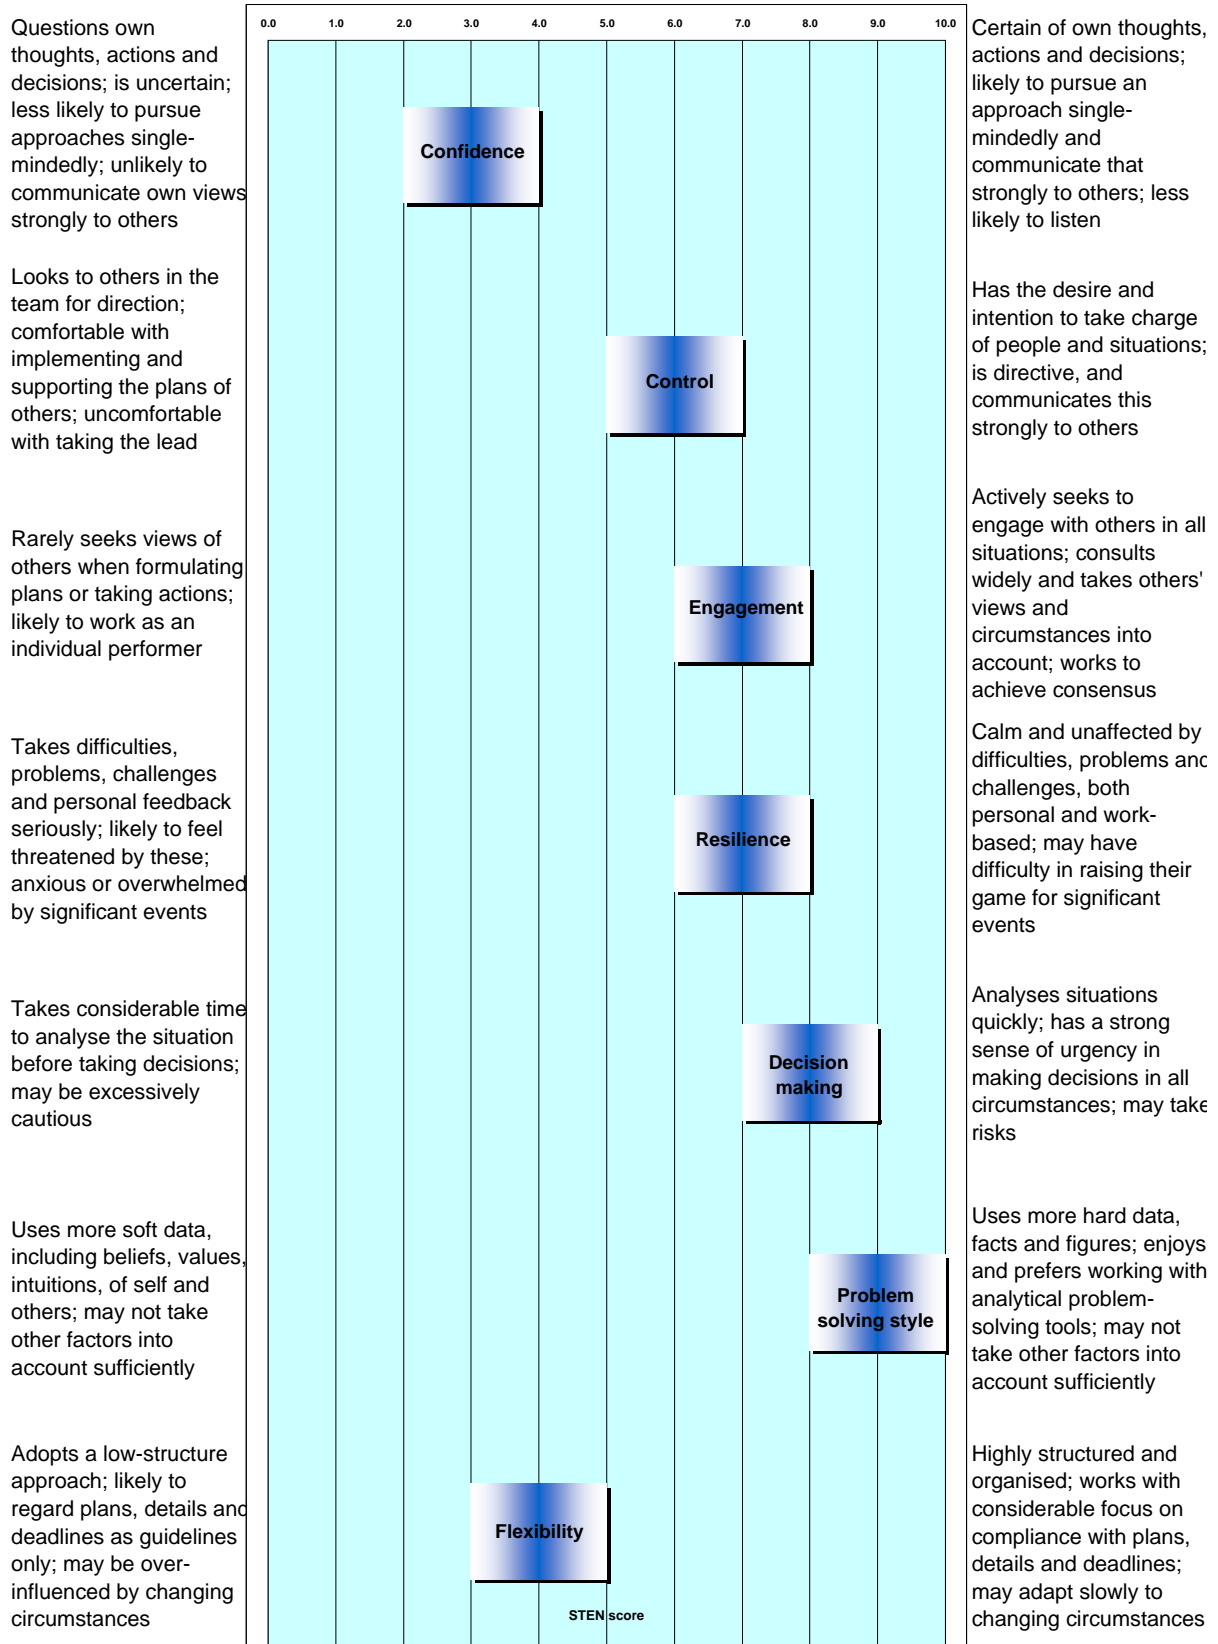 0.0 1.0 2.0 3.0 4.0 5.0 6.0 7.0 8.0 9.0 10.0
Questions own
thoughts, actions and
decisions; is uncertain;
less likely to pursue
approaches single-
mindedly; unlikely to
communicate own views
strongly to others
Confidence
Certain of own thoughts,
actions and decisions;
likely to pursue an
approach single-
mindedly and
communicate that
strongly to others; less
likely to listen
Looks to others in the
team for direction;
comfortable with
implementing and
supporting the plans of
others; uncomfortable
with taking the lead
Control
Has the desire and
intention to take charge
of people and situations;
is directive, and
communicates this
strongly to others
Rarely seeks views of
others when formulating
plans or taking actions;
likely to work as an
individual performer
Engagement
Actively seeks to
engage with others in all
situations; consults
widely and takes others'
views and
circumstances into
account; works to
achieve consensus
Takes difficulties,
problems, challenges
and personal feedback
seriously; likely to feel
threatened by these;
anxious or overwhelmed
by significant events
Resilience
Calm and unaffected by
difficulties, problems and
challenges, both
personal and work-
based; may have
difficulty in raising their
game for significant
events
Takes considerable time
to analyse the situation
before taking decisions;
may be excessively
cautious
Decision
making
Analyses situations
quickly; has a strong
sense of urgency in
making decisions in all
circumstances; may take
risks
Uses more soft data,
including beliefs, values,
intuitions, of self and
others; may not take
other factors into
account sufficiently
Problem
solving style
Uses more hard data,
facts and figures; enjoys
and prefers working with
analytical problem-
solving tools; may not
take other factors into
account sufficiently
Adopts a low-structure
approach; likely to
regard plans, details and
deadlines as guidelines
only; may be over-
influenced by changing
circumstances
Flexibility
Highly structured and
organised; works with
considerable focus on
compliance with plans,
details and deadlines;
may adapt slowly to
changing circumstances
STEN score